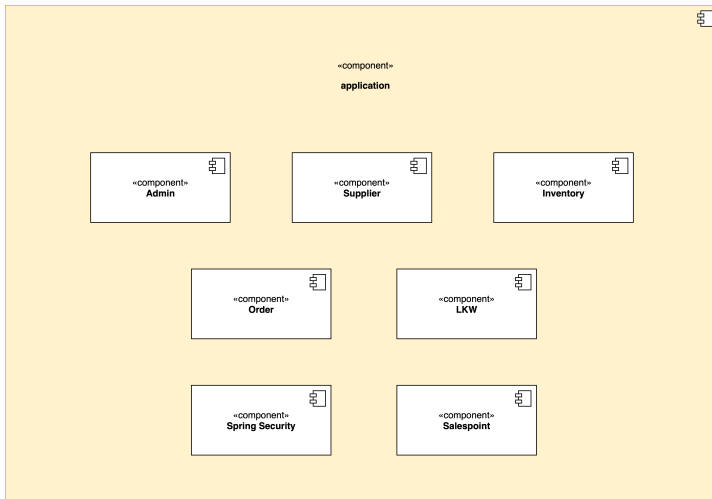 «component»
application
«component»
Admin
«component»
Supplier
«component»
Inventory
«component»
Order
«component»
LKW
«component»
Spring Security
«component»
Salespoint